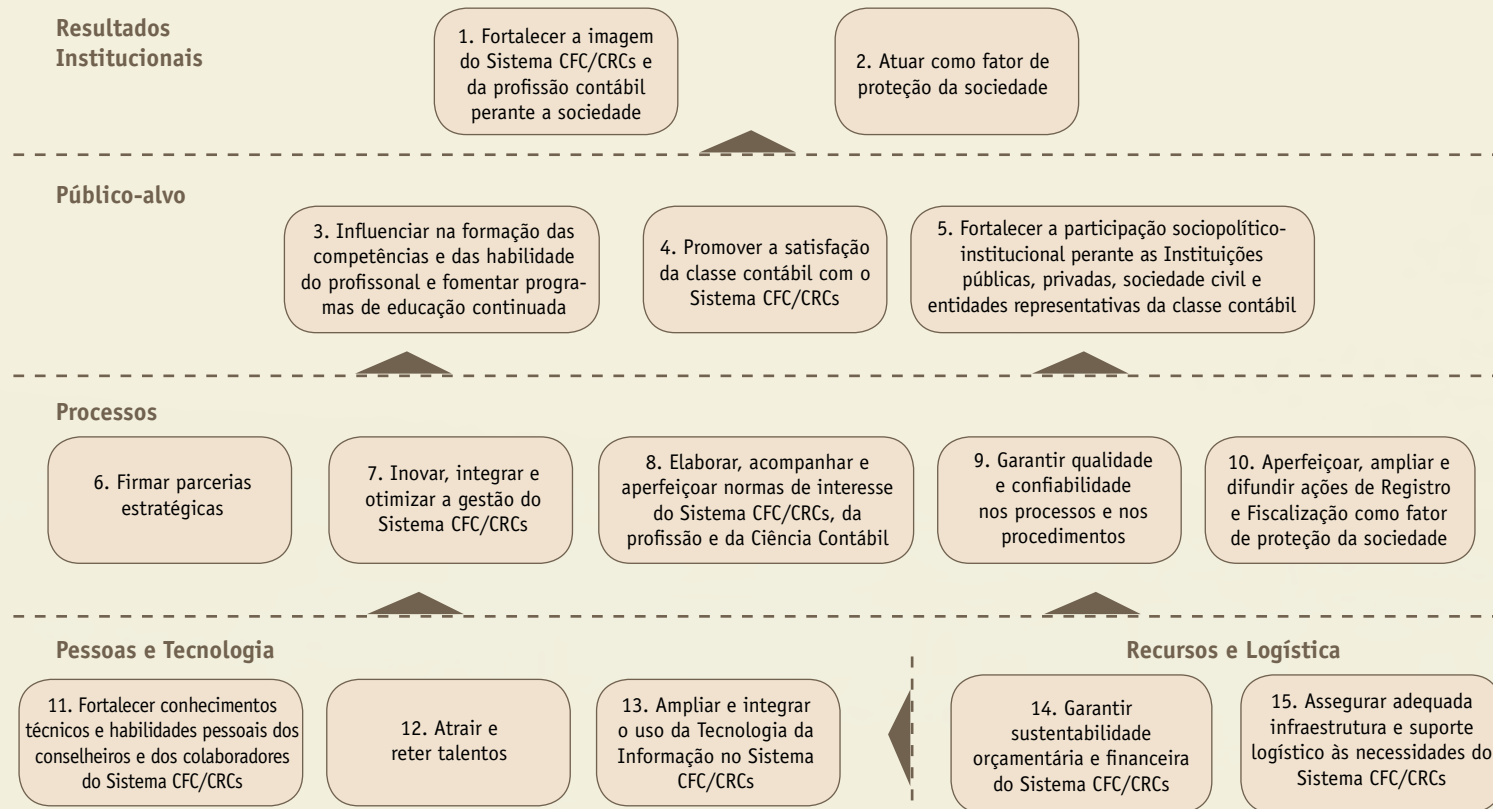 Resultados
Institucionais
1. Fortalecer a imagem
do Sistema CFC/CRCs e
da profissão contábil
perante a sociedade
2. Atuar como fator de
proteção da sociedade
Público-alvo
3. Influenciar na formação das
competências e das habilidade
do profissonal e fomentar progra-
mas de educação continuada
4. Promover a satisfação
da classe contábil com o
Sistema CFC/CRCs
5. Fortalecer a participação sociopolítico-
institucional perante as Instituições
públicas, privadas, sociedade civil e
entidades representativas da classe contábil
Processos
6. Firmar parcerias
estratégicas
7. Inovar, integrar e
otimizar a gestão do
Sistema CFC/CRCs
8. Elaborar, acompanhar e
aperfeiçoar normas de interesse
do Sistema CFC/CRCs, da
profissão e da Ciência Contábil
9. Garantir qualidade
e confiabilidade
nos processos e nos
procedimentos
10. Aperfeiçoar, ampliar e
difundir ações de Registro
e Fiscalização como fator
de proteção da sociedade
Pessoas e Tecnologia
11. Fortalecer conhecimentos
técnicos e habilidades pessoais dos
conselheiros e dos colaboradores
do Sistema CFC/CRCs
12. Atrair e
reter talentos
13. Ampliar e integrar
o uso da Tecnologia da
Informação no Sistema
CFC/CRCs
Recursos e Logística
14. Garantir
sustentabilidade
orçamentária e financeira
do Sistema CFC/CRCs
15. Assegurar adequada
infraestrutura e suporte
logístico às necessidades do
Sistema CFC/CRCs